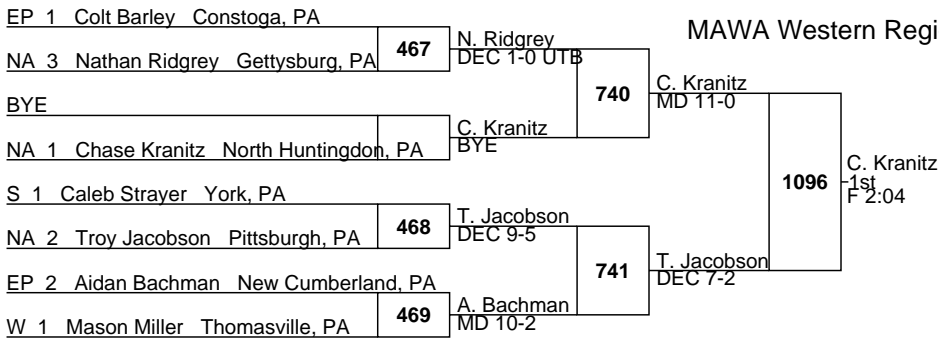 EP 1 Colt Barley Constoga, PA
MAWA Western Regi
467
N. Ridgrey
DEC 1-0 UTB
NA 3 Nathan Ridgrey Gettysburg, PA
740
C. Kranitz
MD 11-0
BYE
C. Kranitz
BYE
NA 1 Chase Kranitz North Huntingdon, PA
1096
C. Kranitz
1st
F 2:04
S 1 Caleb Strayer York, PA
468
T. Jacobson
DEC 9-5
NA 2 Troy Jacobson Pittsburgh, PA
741
T. Jacobson
DEC 7-2
EP 2 Aidan Bachman New Cumberland, PA
469
A. Bachman
MD 10-2
W 1 Mason Miller Thomasville, PA